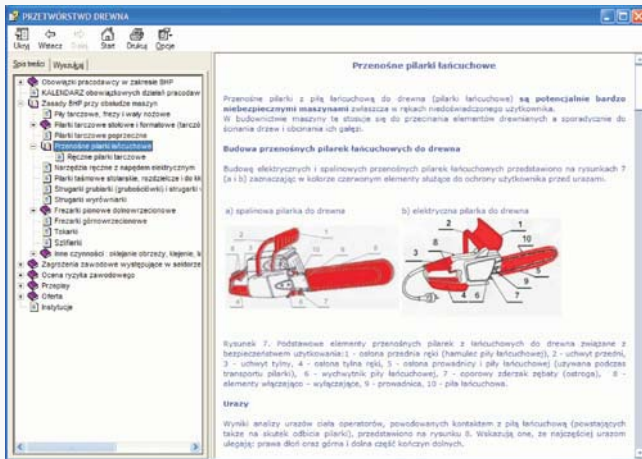 PRZETWÓRSTWO DREWNA
Ukryj Wstecz Dalej Start Drukuj Opcje
Spis treści Wyszukaj
Obowiązki pracodawcy w zakresie BHP
KALENDARZ obowiązkowych działań pracodaw
Zasady BHP przy obsłudze maszyn
Piły tarczowe, frezy i wały nożowe
Pilarki tarczowe stołowe i formatowe (tarczó
Pilarki tarczowe poprzeczne
Przenośne pilarki łańcuchowe
Ręczne pilarki tarczowe
Narzędzia ręczne z napędem elektrycznym
Pilarki taśmowe stolarskie, rozdzielcze i do kł
Strugarki grubiarki (grubościówki) i strugarki
Strugarki wyrówniarki
Frezarki pionowe dolnowrzecionowe
Frezarki górnowrzecionowe
Tokarki
Szlifierki
Inne czynności : oklejanie obrzeży, klejenie, l
Zagrożenia zawodowe występujące w sektorze
Ocena ryzyka zawodowego
Przepisy
Oferta
Instytucje
Przenośne pilarki łańcuchowe
Przenośne pilarki z piłą łańcuchową do drewna (pilarki łańcuchowe) są potencjalnie bardzo
niebezpiecznymi maszynami zwłaszcza w rękach niedoświadczonego użytkownika.
W budownictwie maszyny te stosuje się do przecinania elementów drewnianych a sporadycznie do
ścinania drzew i obcinania ich gałęzi.
Budowa przenośnych pilarek łańcuchowych do drewna
Budowę elektrycznych i spalinowych przenośnych pilarek łańcuchowych przedstawiono na rysunkach 7
(a i b) zaznaczając w kolorze czerwonym elementy służące do ochrony użytkownika przed urazami.
a) spalinowa pilarka do drewna b) elektryczna pilarka do drewna
Rysunek 7. Podstawowe elementy przenośnych pilarek z łańcuchowych do drewna związane z
bezpieczeństwem użytkowania:1 - osłona przednia ręki (hamulec piły łańcuchowej), 2 - uchwyt przedni,
3 - uchwyt tylny, 4 - osłona tylna ręki, 5 - osłona prowadnicy i piły łańcuchowej (używana podczas
transportu pilarki), 6 - wychwytnik piły łańcuchowej, 7 - oporowy zderzak zębaty (ostroga), 8 -
elementy włączająco - wyłączające, 9 - prowadnica, 10 - piła łańcuchowa.
Urazy
Wyniki analizy urazów ciała operatorów, powodowanych kontaktem z piłą łańcuchową (powstających
także na skutek odbicia pilarki), przedstawiono na rysunku 8. Wskazują one, że najczęściej urazom
ulegają: prawa dłoń oraz górna i dolna część kończyn dolnych.